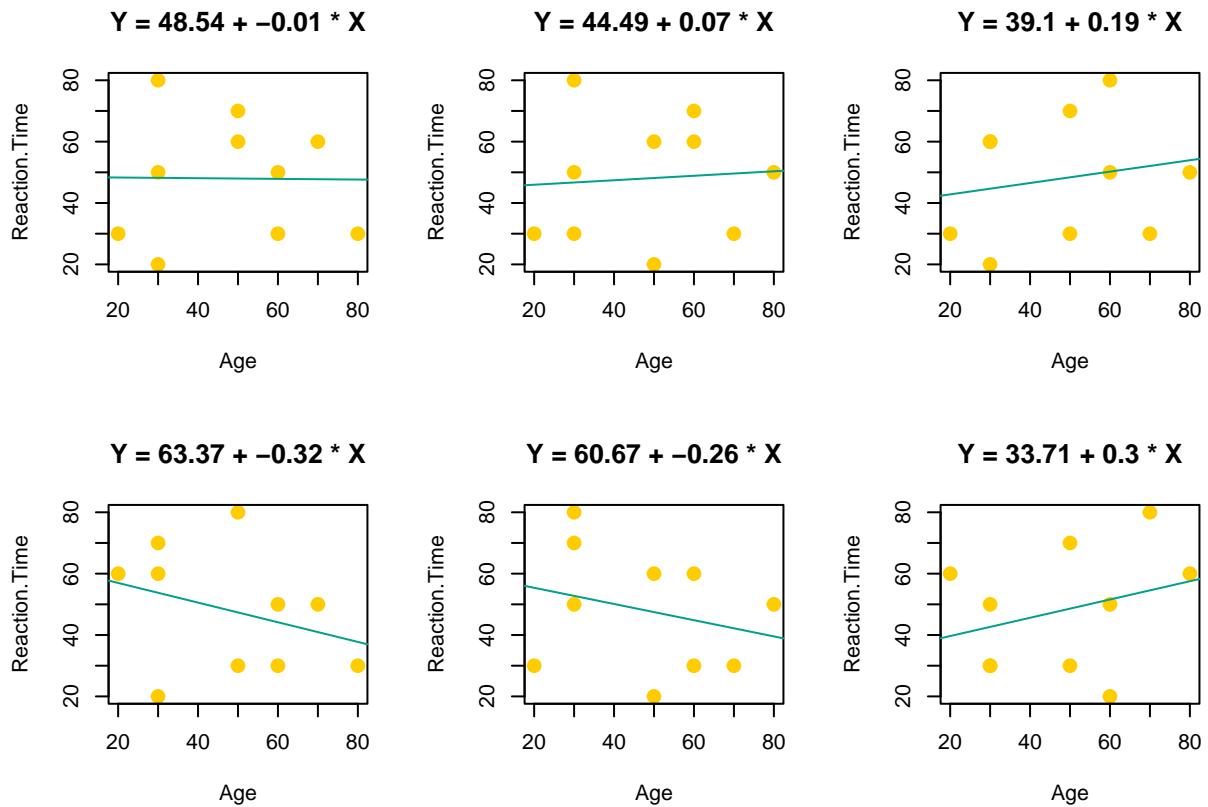 Y = 48.54 + −0.01 * X
Reaction.Time
80
60
40
20
20 40 60 80
Age
Y = 44.49 + 0.07 * X
Reaction.Time
80
60
40
20
20 40 60 80
Age
Y = 39.1 + 0.19 * X
Reaction.Time
80
60
40
20
20 40 60 80
Age
Y = 63.37 + −0.32 * X
Reaction.Time
80
60
40
20
20 40 60 80
Age
Y = 60.67 + −0.26 * X
Reaction.Time
80
60
40
20
20 40 60 80
Age
Y = 33.71 + 0.3 * X
Reaction.Time
80
60
40
20
20 40 60 80
Age